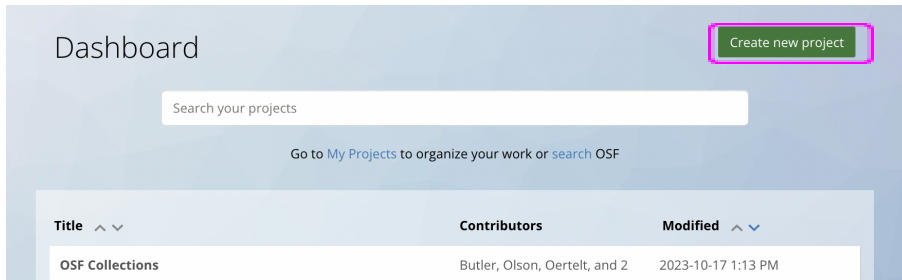 Dashboard
Create new project
Search your projects
Go to My Projects to organize your work or search OSF
Title Contributors Modified
OSF Collections Butler, Olson, Oertelt, and 2 2023-10-17 1:13 PM